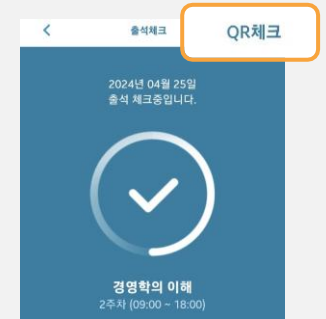 출석체크
QR체크
2024년 04월 25일
출석 체크중입니다.
경영학의 이해
2주차 (09:00 ~ 18:00)